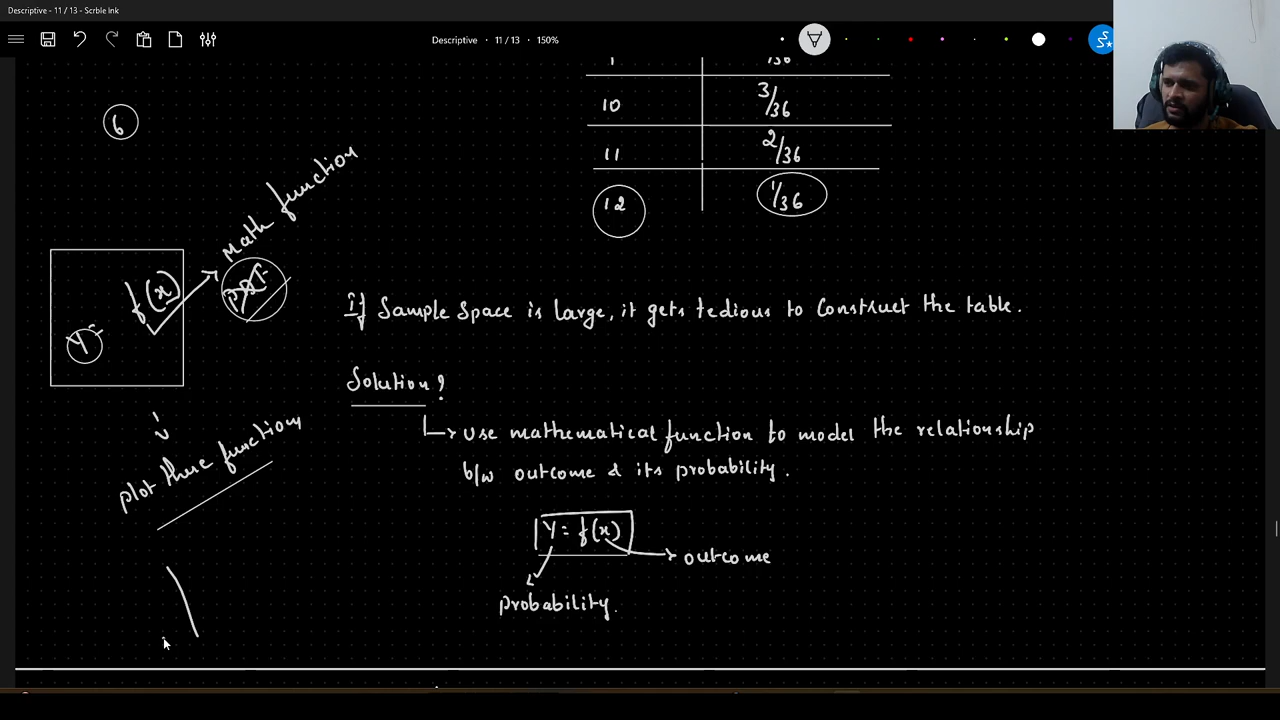 Descriptive - 11 / 13 - Scrble Ink
Descriptive • 11 / 13 • 150%
10 3/36
11 2/36
12 1/36
6
Math function
f(x)
Y =
plot these functions
If Sample Space is large, it gets tedious to Construct the table.
Solution?
use mathematical function to model the relationship
b/w outcome & its probability.
Y = f(x)
outcome
probability.